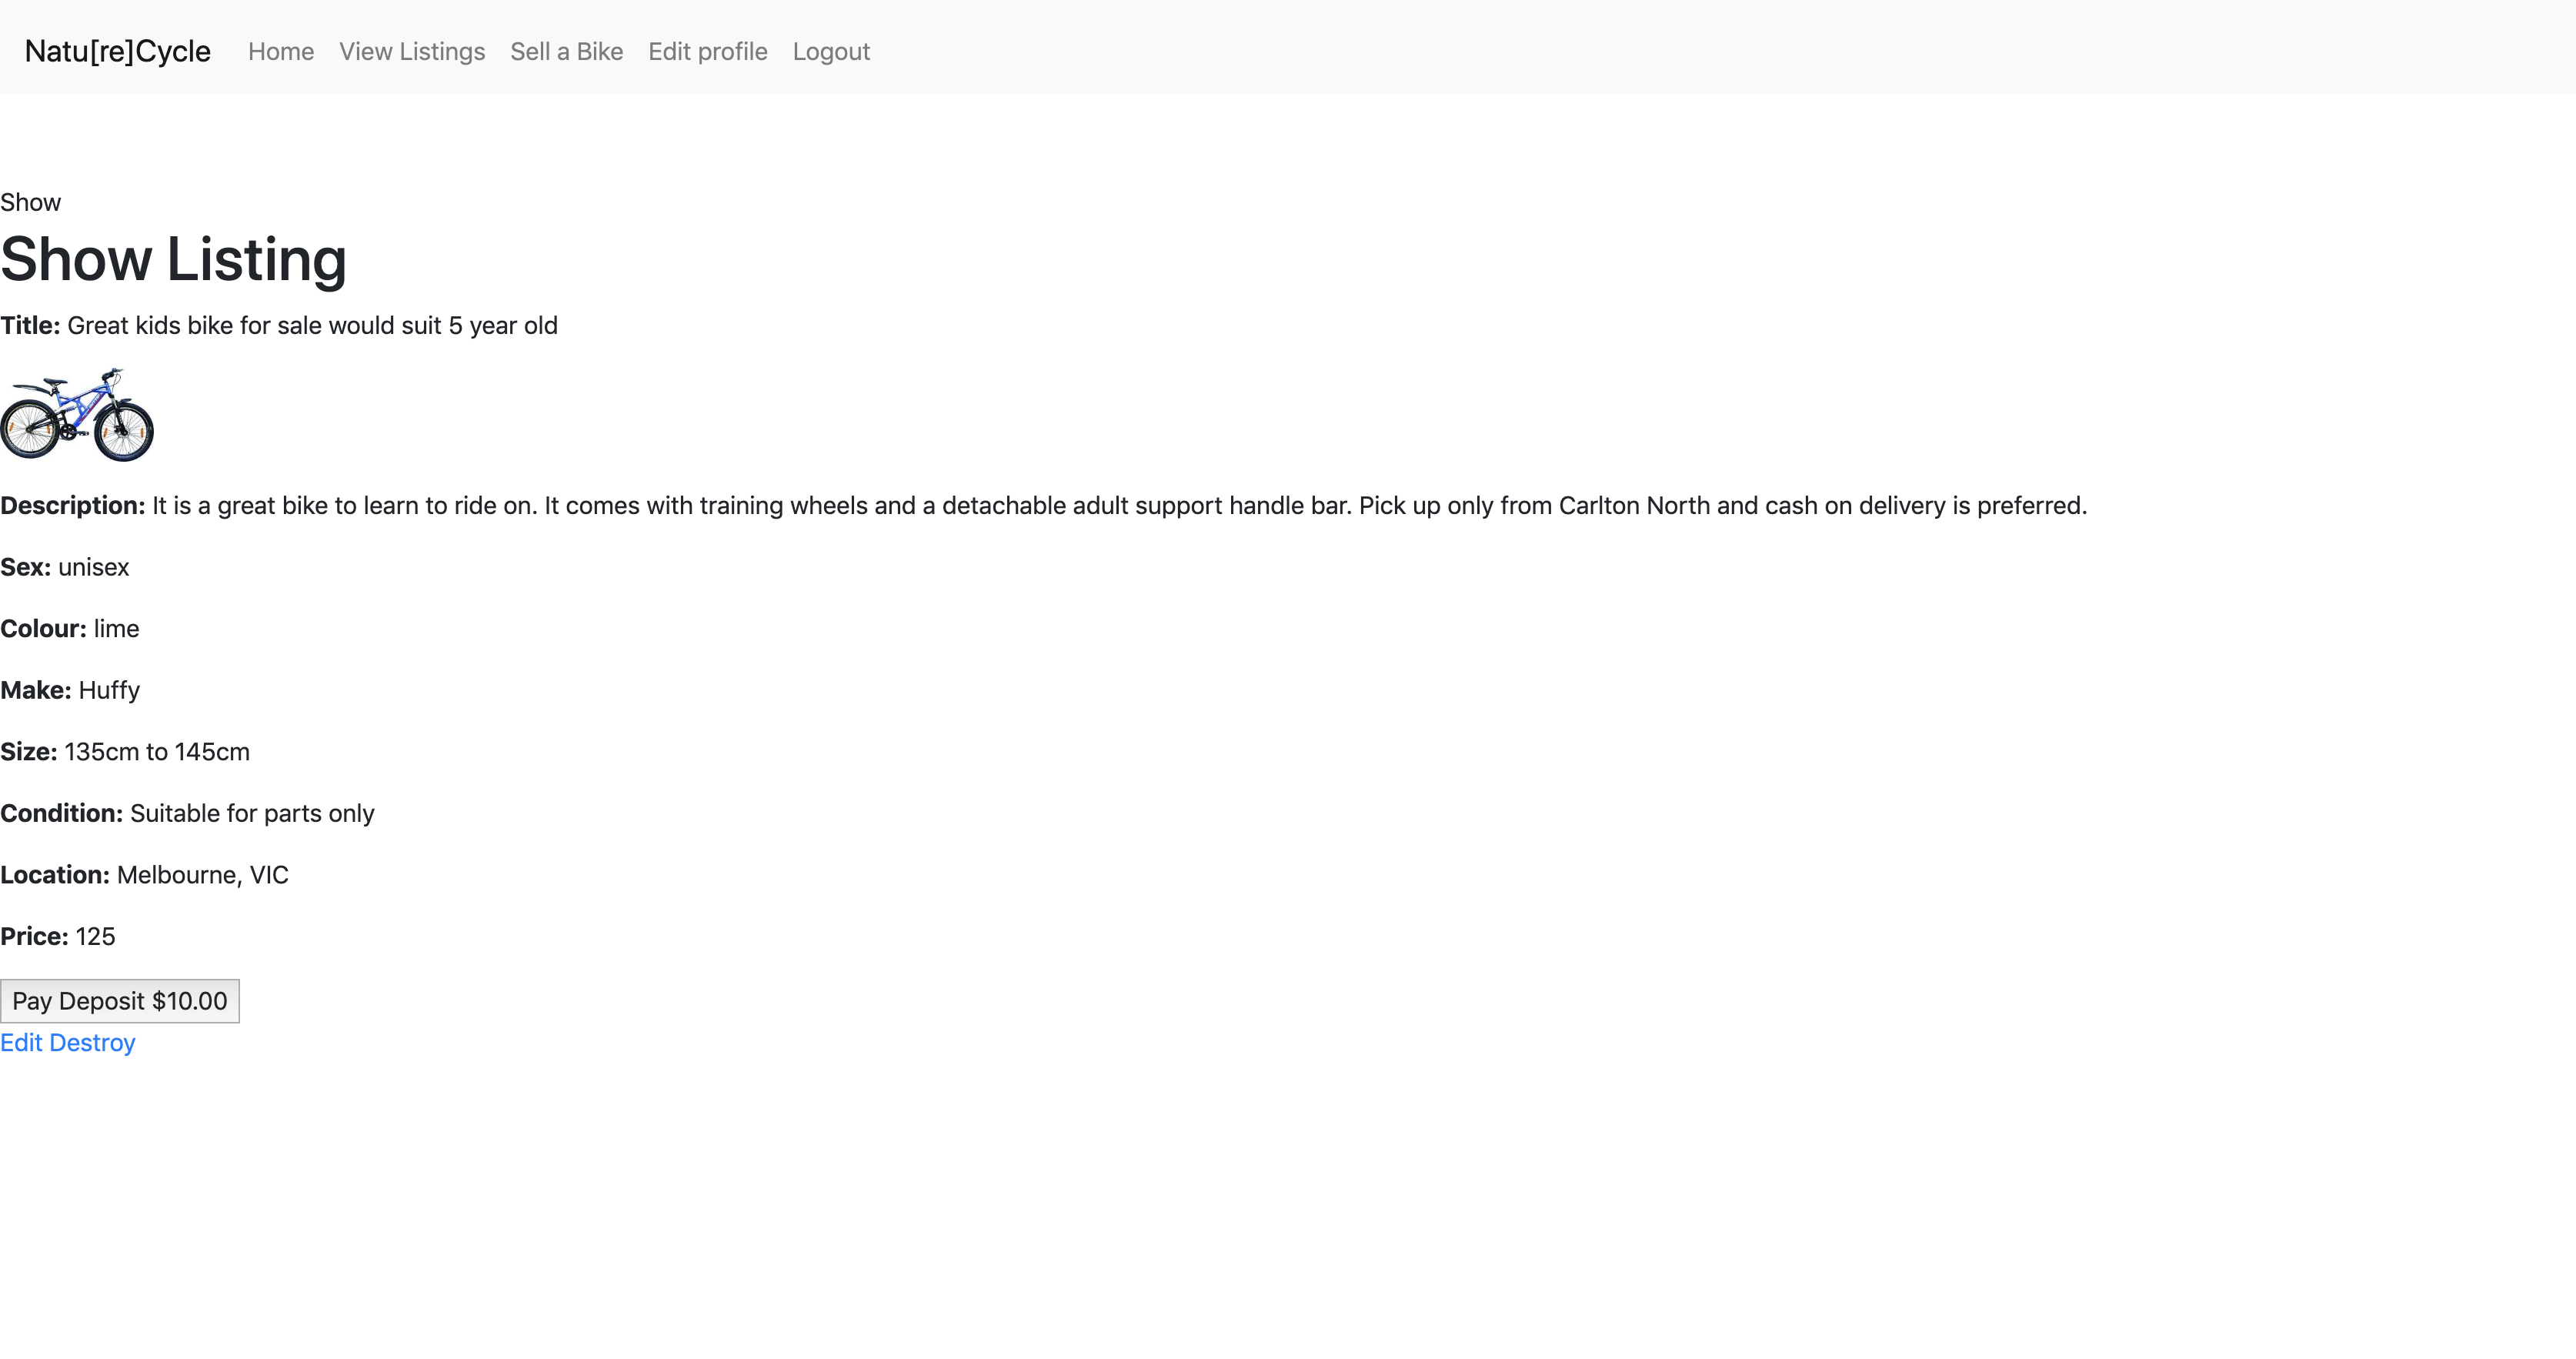 Natu[re]Cycle Home View Listings Sell a Bike Edit profile Logout
Show
Show Listing
Title: Great kids bike for sale would suit 5 year old
Description: It is a great bike to learn to ride on. It comes with training wheels and a detachable adult support handle bar. Pick up only from Carlton North and cash on delivery is preferred.
Sex: unisex
Colour: lime
Make: Huffy
Size: 135cm to 145cm
Condition: Suitable for parts only
Location: Melbourne, VIC
Price: 125
Pay Deposit $10.00
Edit Destroy